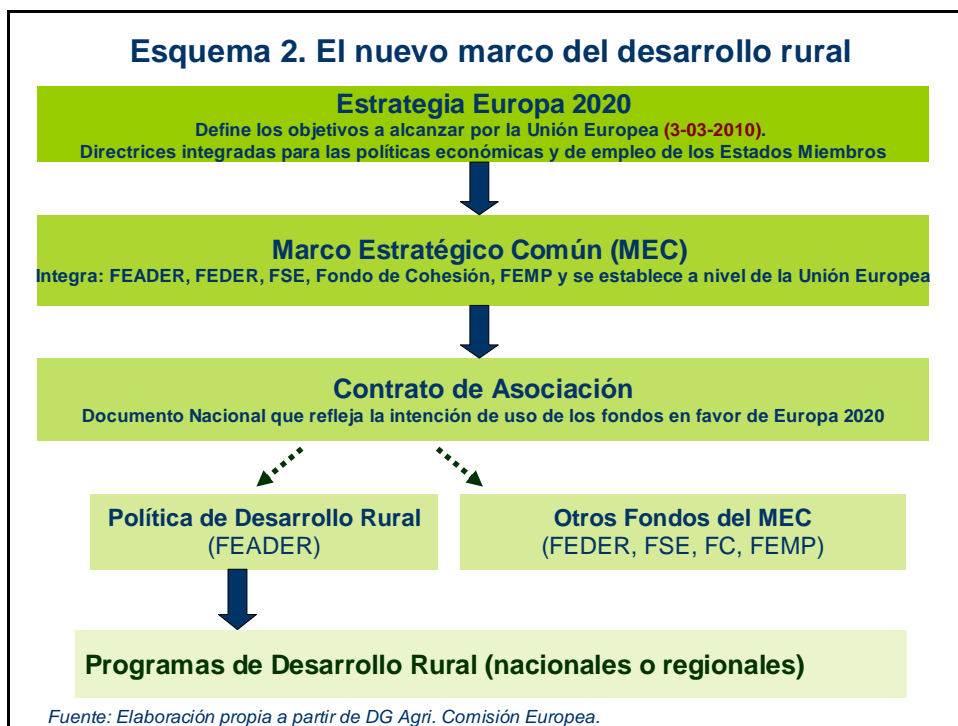 Esquema 2. El nuevo marco del desarrollo rural
Estrategia Europa 2020
Define los objetivos a alcanzar por la Unión Europea (3-03-2010).
Directrices integradas para las políticas económicas y de empleo de los Estados Miembros
Marco Estratégico Común (MEC)
Integra: FEADER, FEDER, FSE, Fondo de Cohesión, FEMP y se establece a nivel de la Unión Europea
Contrato de Asociación
Documento Nacional que refleja la intención de uso de los fondos en favor de Europa 2020
Política de Desarrollo Rural
(FEADER)
Otros Fondos del MEC
(FEDER, FSE, FC, FEMP)
Programas de Desarrollo Rural (nacionales o regionales)
Fuente: Elaboración propia a partir de DG Agri. Comisión Europea.